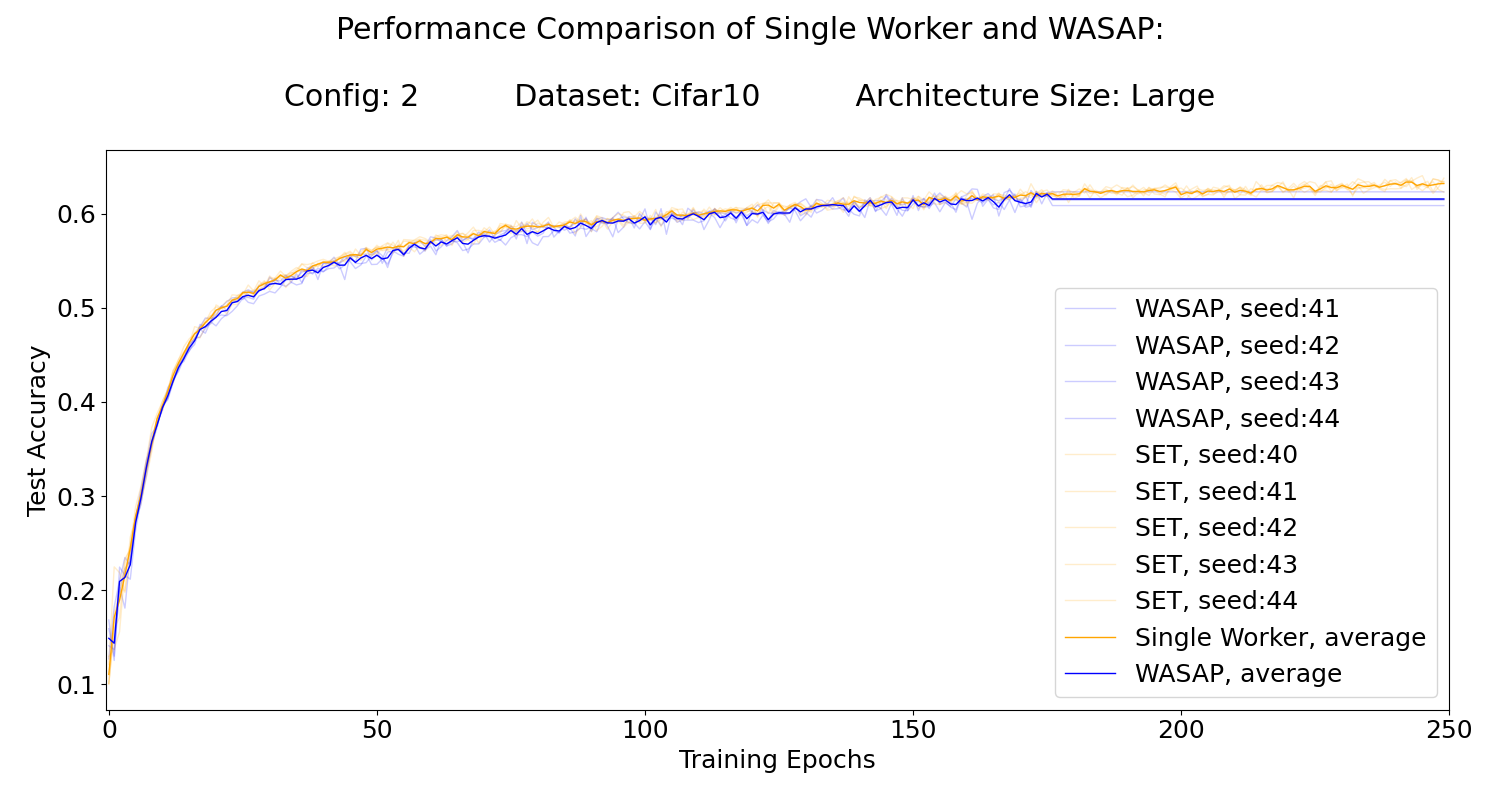 Performance Comparison of Single Worker and WASAP:
Config: 2 Dataset: Cifar10 Architecture Size: Large
Test Accuracy
0.6
0.5
0.4
0.3
0.2
0.1
WASAP, seed:41
WASAP, seed:42
WASAP, seed:43
WASAP, seed:44
SET, seed:40
SET, seed:41
SET, seed:42
SET, seed:43
SET, seed:44
Single Worker, average
WASAP, average
0 50 100 150 200 250
Training Epochs